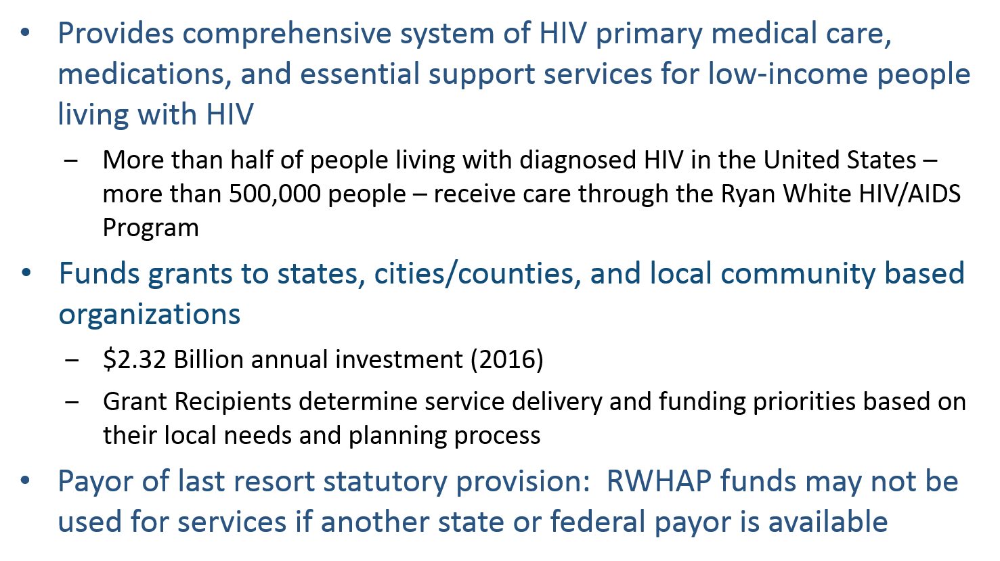 • Provides comprehensive system of HIV primary medical care,
medications, and essential support services for low-income people
living with HIV
– More than half of people living with diagnosed HIV in the United States –
more than 500,000 people – receive care through the Ryan White HIV/AIDS
Program
• Funds grants to states, cities/counties, and local community based
organizations
– $2.32 Billion annual investment (2016)
– Grant Recipients determine service delivery and funding priorities based on
their local needs and planning process
• Payor of last resort statutory provision:  RWHAP funds may not be
used for services if another state or federal payor is available